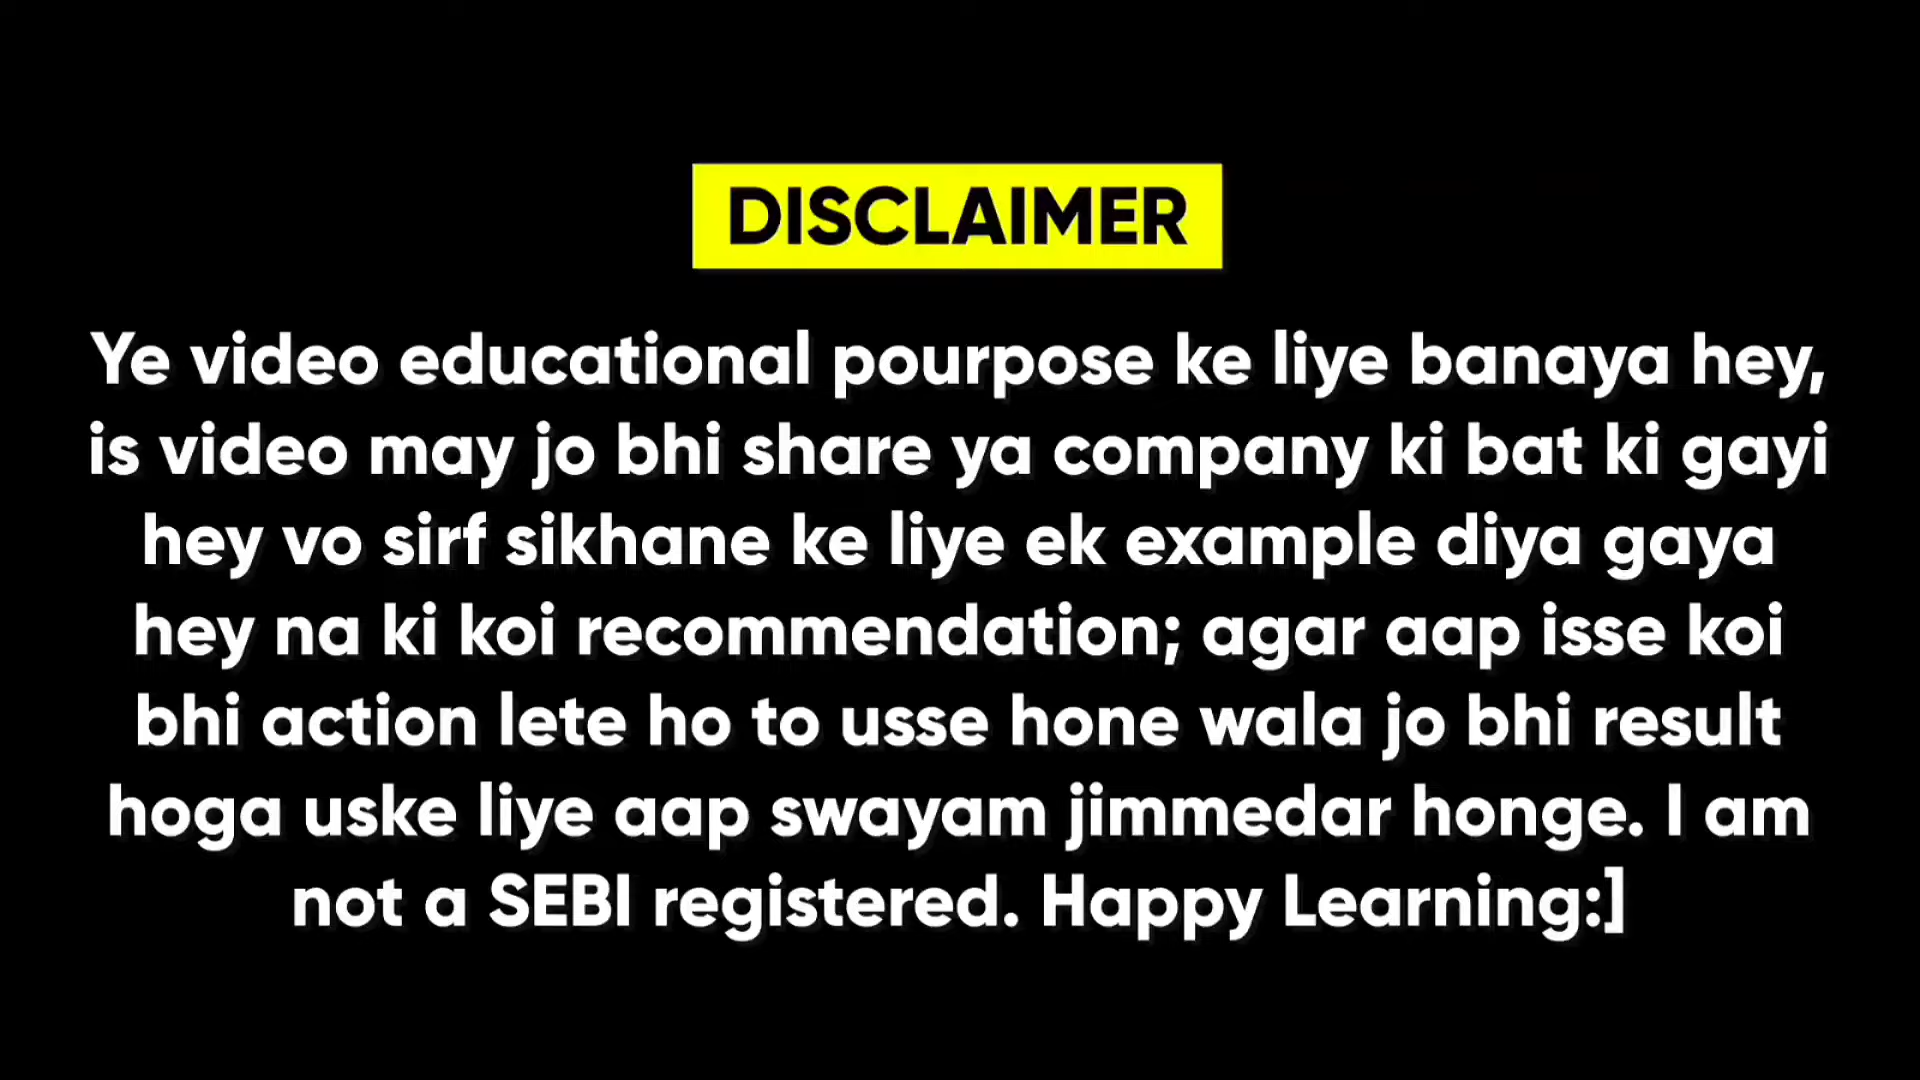 DISCLAIMER
Ye video educational pourpose ke liye banaya hey,
is video may jo bhi share ya company ki bat ki gayi
hey vo sirf sikhane ke liye ek example diya gaya
hey na ki koi recommendation; agar aap isse koi
bhi action lete ho to usse hone wala jo bhi result
hoga uske liye aap swayam jimmedar honge. I am
not a SEBI registered. Happy Learning:]